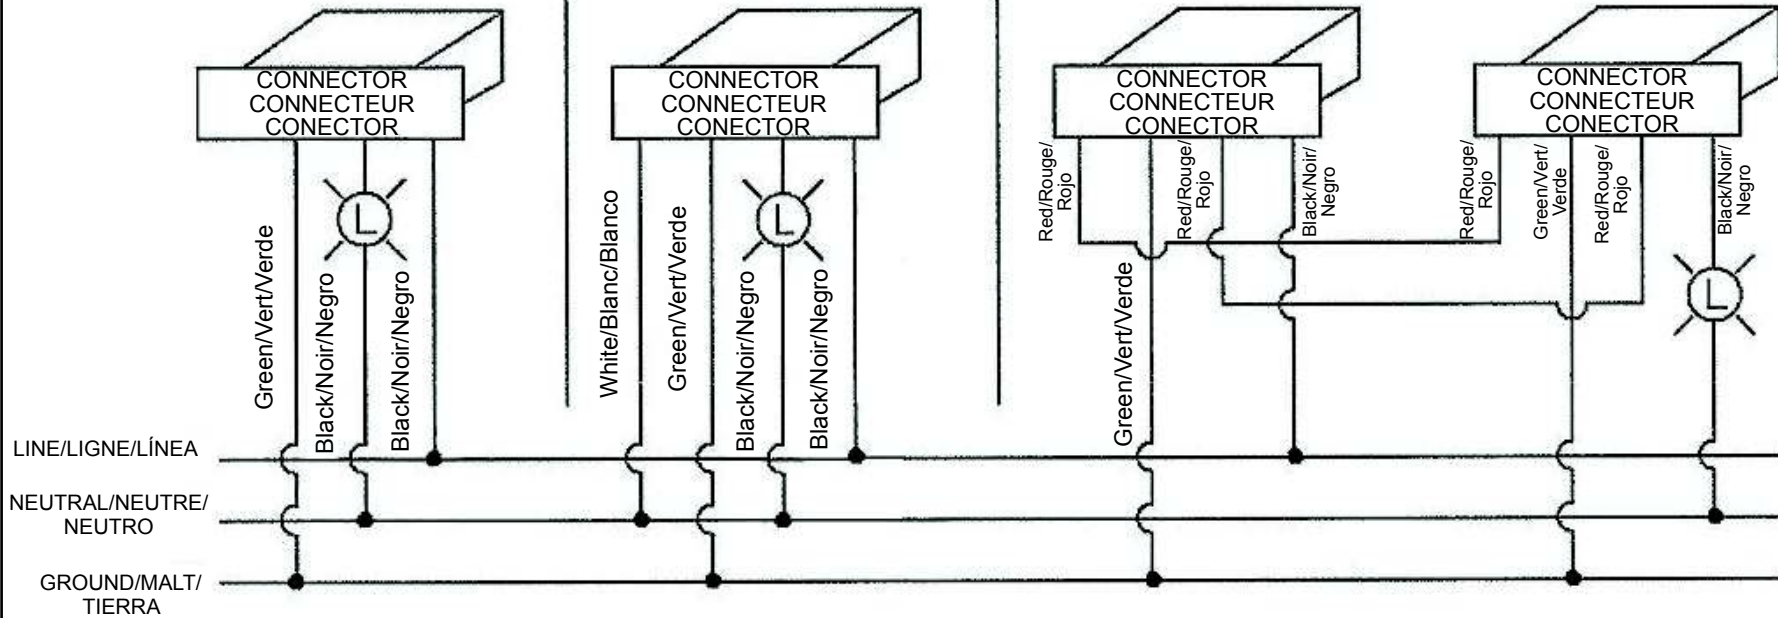 CONNECTOR
CONNECTEUR
CONECTOR
Green/Vert/Verde
Black/Noir/Negro
L
Black/Noir/Negro
CONNECTOR
CONNECTEUR
CONECTOR
White/Blanc/Blanco
Green/Vert/Verde
Black/Noir/Negro
L
Black/Noir/Negro
CONNECTOR
CONNECTEUR
CONECTOR
Red/Rouge/
Rojo
Green/Vert/Verde
Red/Rouge/
Rojo
Black/Noir/
Negro
CONNECTOR
CONNECTEUR
CONECTOR
Red/Rouge/
Rojo
Green/Vert/
Verde
Red/Rouge/
Rojo
Black/Noir/
Negro
L
LINE/LIGNE/LÍNEA
NEUTRAL/NEUTRE/
NEUTRO
GROUND/MALT/
TIERRA